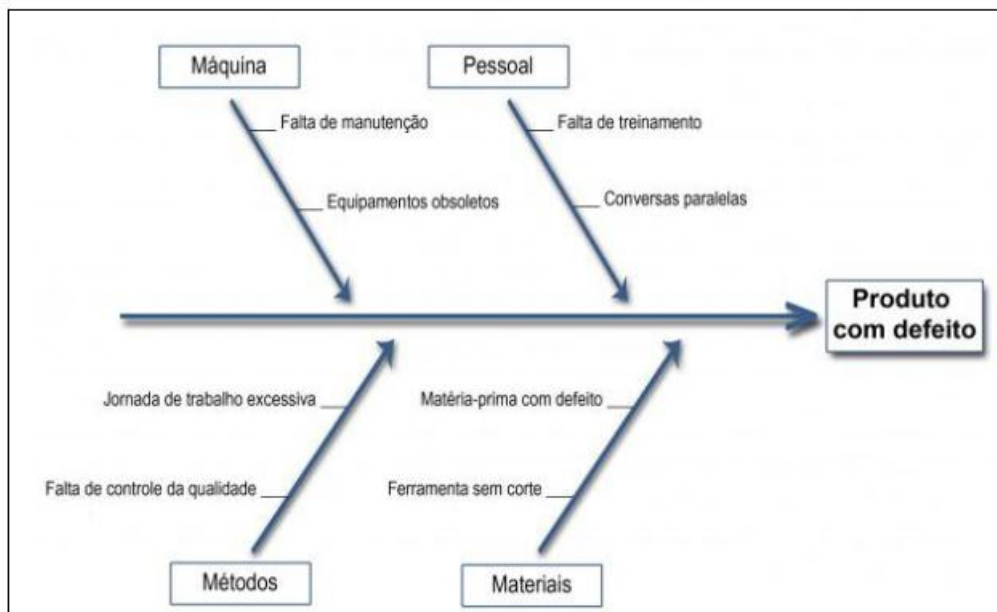 Máquina
Pessoal
Falta de manutenção
Falta de treinamento
Equipamentos obsoletos
Conversas paralelas
Produto
com defeito
Jornada de trabalho excessiva
Matéria-prima com defeito
Falta de controle da qualidade
Ferramenta sem corte
Métodos
Materiais